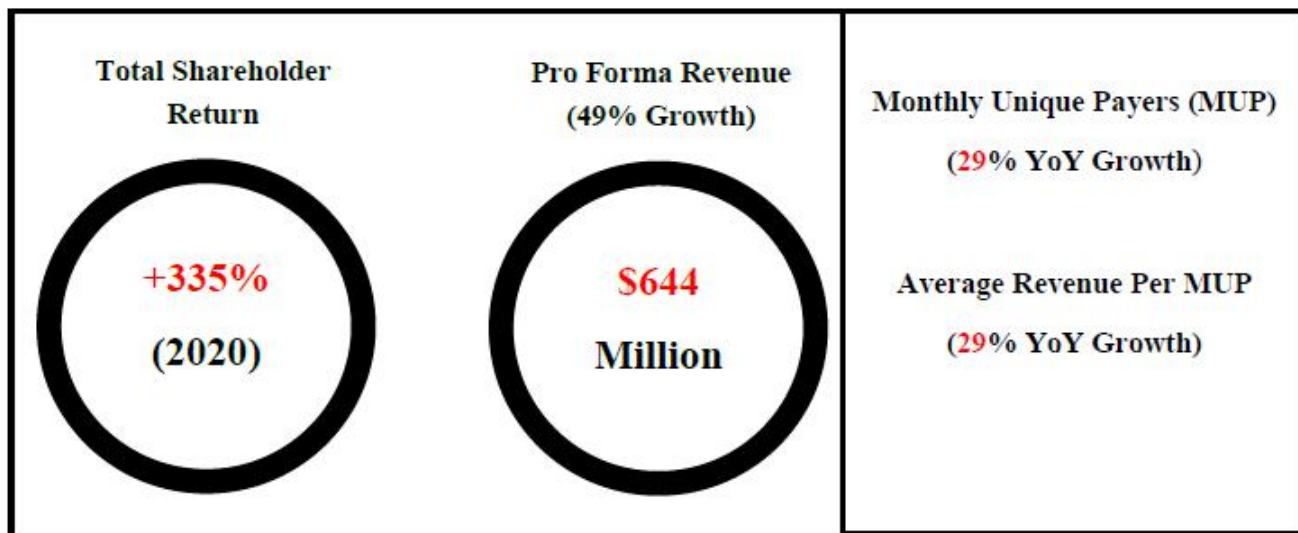 Total Shareholder
Return
+335%
(2020)
Pro Forma Revenue
(49% Growth)
$644
Million
Monthly Unique Payers (MUP)
(29% YoY Growth)
Average Revenue Per MUP
(29% YoY Growth)